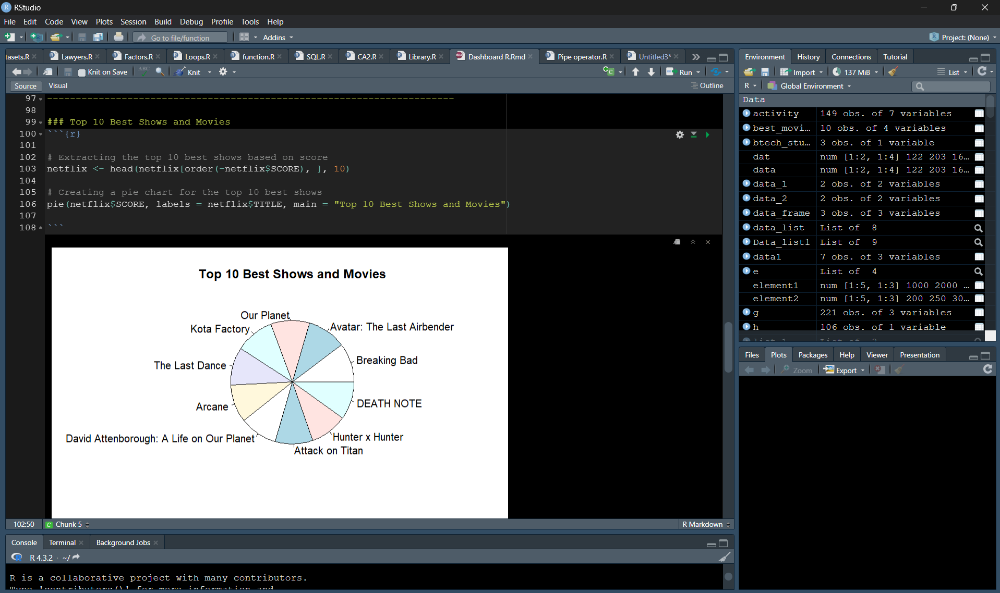 RStudio
File Edit Code View Plots Session Build Debug Profile Tools Help
Go to file/function Addins Project: (None)
tasets.R Lawyers.R Factors.R Loops.R function.R SQL.R CA2.R Library.R Dashboard R.Rmd Pipe operator.R Untitled3*
Knit on Save ABC Knit Run
Source Visual Outline
97 -----------------------------------------------------------------------
98
99 ### Top 10 Best Shows and Movies
100 ```{r}
101
102 # Extracting the top 10 best shows based on score
103 netflix <- head(netflix[order(-netflix$SCORE), ], 10)
104
105 # Creating a pie chart for the top 10 best shows
106 pie(netflix$SCORE, labels = netflix$TITLE, main = "Top 10 Best Shows and Movies")
107
108 ```
Top 10 Best Shows and Movies
Our Planet
Avatar: The Last Airbender
Kota Factory
Breaking Bad
The Last Dance
DEATH NOTE
Arcane
Hunter x Hunter
David Attenborough: A Life on Our Planet
Attack on Titan
102:50 C Chunk 5 R Markdown
Console Terminal Background Jobs
R 4.3.2 · ~/
R is a collaborative project with many contributors.
Type 'contributors()' for more information and
Environment History Connections Tutorial
Import 137 MiB List
R Global Environment
Data
activity 149 obs. of 7 variables
best_movi… 10 obs. of 4 variables
btech_stu… 3 obs. of 1 variable
dat num [1:2, 1:4] 122 203 16…
data num [1:2, 1:4] 122 203 16…
data_1 2 obs. of 2 variables
data_2 2 obs. of 2 variables
data_frame 3 obs. of 3 variables
data_list List of 8
Data_list1 List of 9
data1 7 obs. of 3 variables
e List of 4
element1 num [1:5, 1:3] 1000 2000 …
element2 num [1:5, 1:3] 200 250 30…
g 221 obs. of 3 variables
h 106 obs. of 1 variable
Files Plots Packages Help Viewer Presentation
Zoom Export